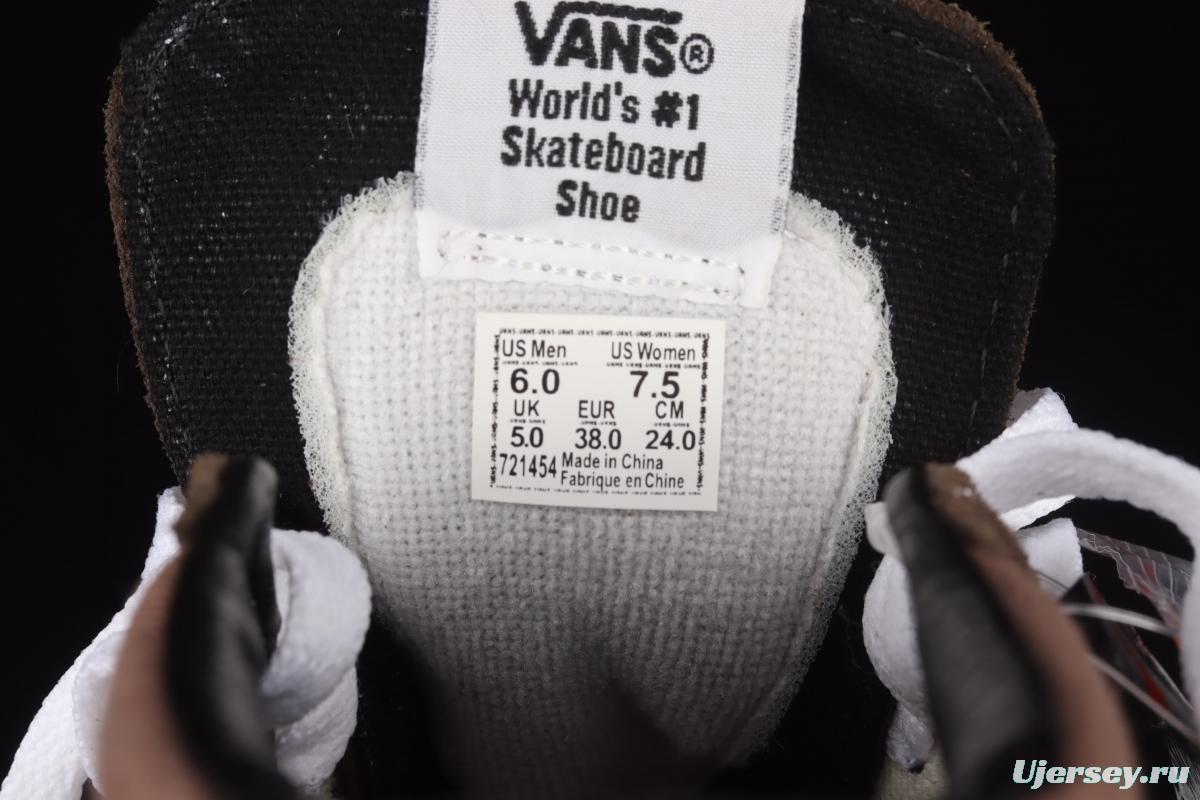 VANS®
World's #1
Skateboard
Shoe
US Men US Women
6.0 7.5
UK EUR CM
5.0 38.0 24.0
721454 Made in China
Fabrique en Chine
Ujersey.ru